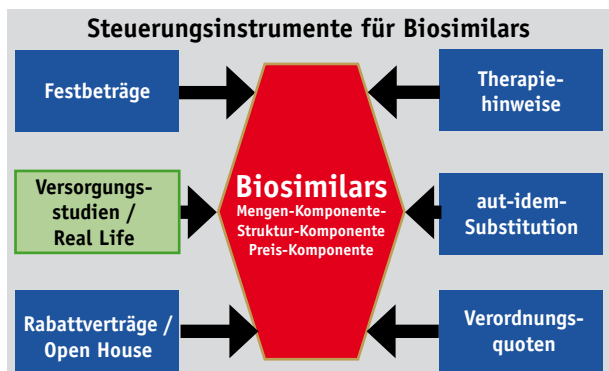 Steuerungsinstrumente für Biosimilars
Festbeträge
Therapie-
hinweise
Versorgungs-
studien /
Real Life
Biosimilars
Mengen-Komponente-
Struktur-Komponente
Preis-Komponente
aut-idem-
Substitution
Rabattverträge /
Open House
Verordnungs-
quoten